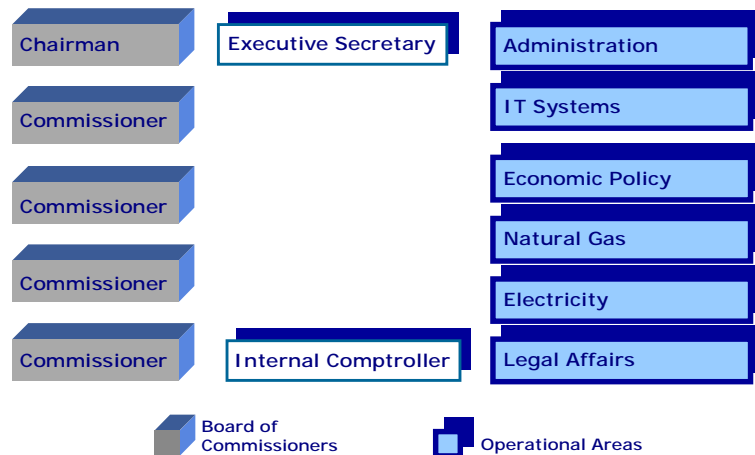 Chairman
Executive Secretary
Administration
Commissioner
IT Systems
Commissioner
Economic Policy
Natural Gas
Commissioner
Electricity
Commissioner
Internal Comptroller
Legal Affairs
Board of
Commissioners
Operational Areas